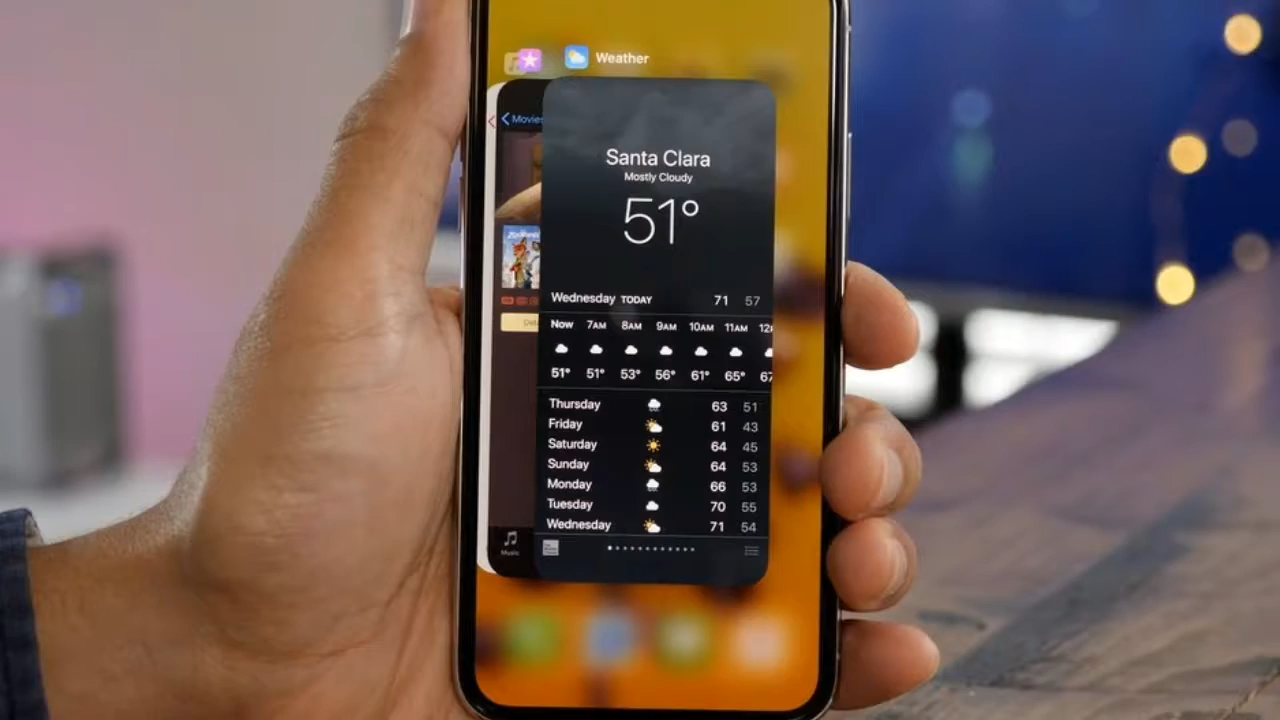 Weather
Movies
Santa Clara
Mostly Cloudy
51°
Wednesday TODAY 71 57
Now 7AM 8AM 9AM 10AM 11AM
51° 51° 53° 56° 61° 65° 67
Thursday 63 51
Friday 61 43
Saturday 64 45
Sunday 64 53
Monday 66 53
Tuesday 70 55
Wednesday 71 54
Music